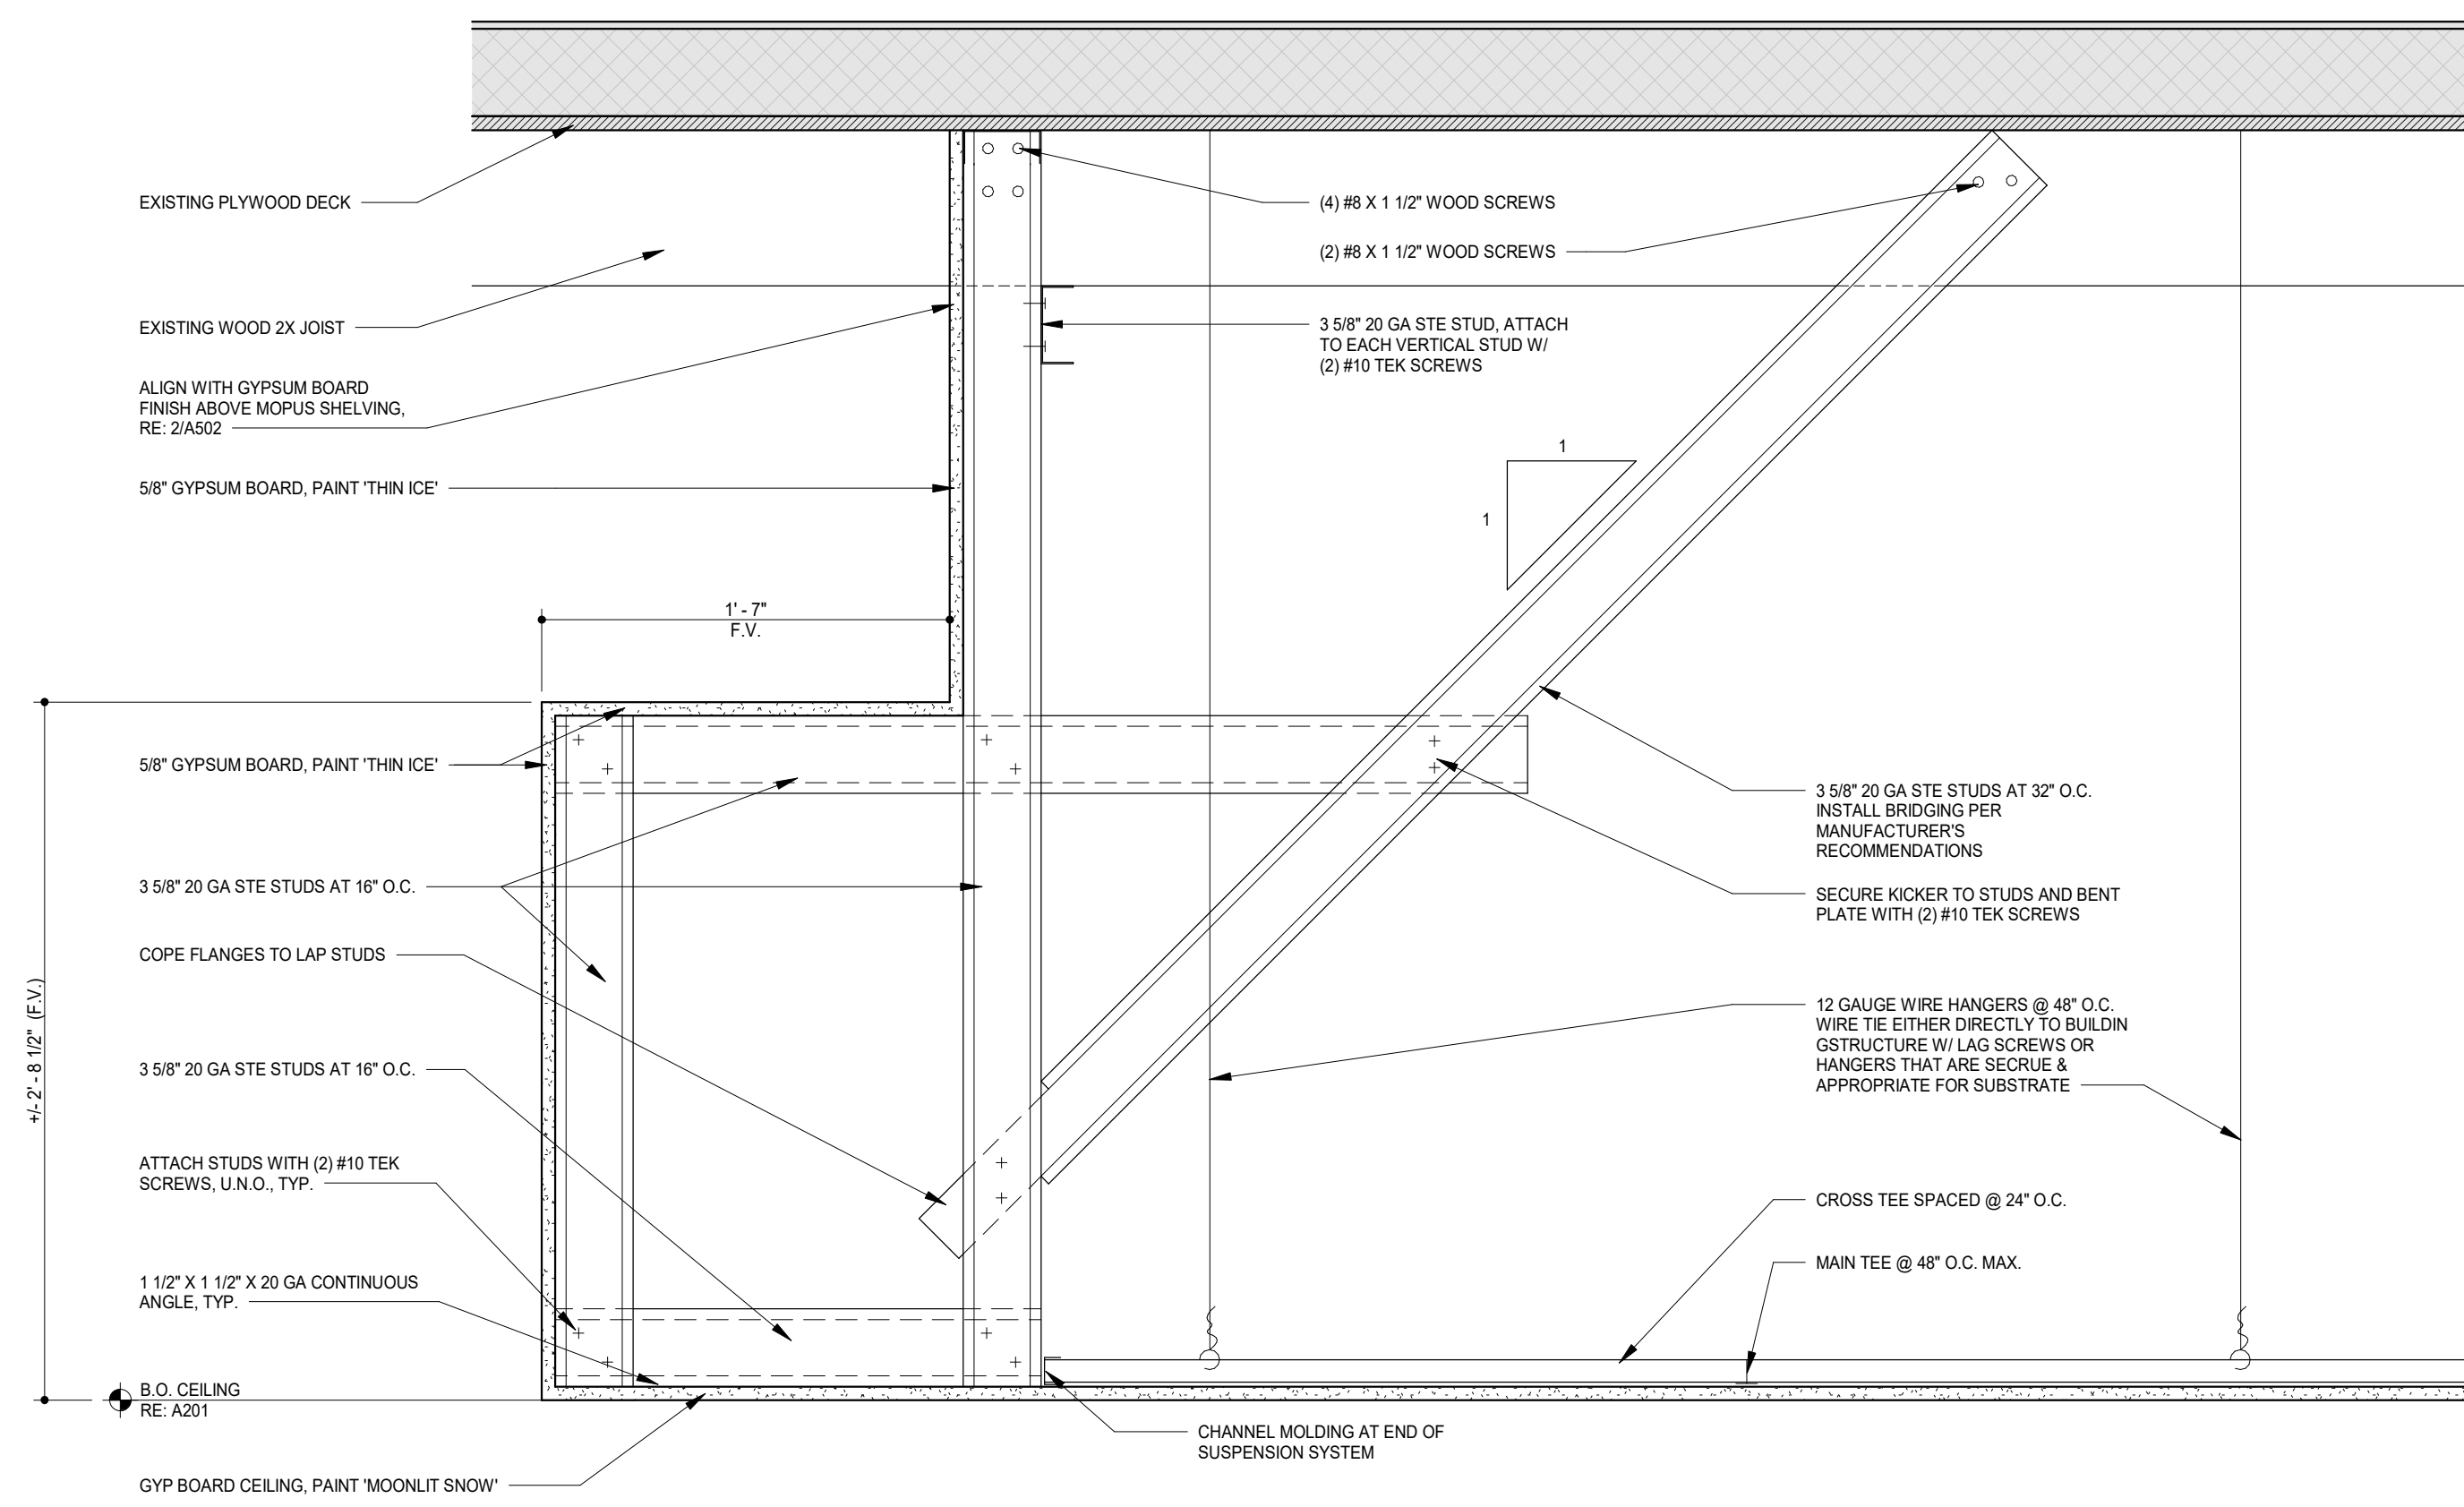 EXISTING PLYWOOD DECK
EXISTING WOOD 2X JOIST
ALIGN WITH GYPSUM BOARD
FINISH ABOVE MOPUS SHELVING,
RE: 2/A502
5/8" GYPSUM BOARD, PAINT 'THIN ICE'
1' - 7"
F.V.
5/8" GYPSUM BOARD, PAINT 'THIN ICE'
3 5/8" 20 GA STE STUDS AT 16" O.C.
COPE FLANGES TO LAP STUDS
+/- 2' - 8 1/2" (F.V.)
3 5/8" 20 GA STE STUDS AT 16" O.C.
ATTACH STUDS WITH (2) #10 TEK
SCREWS, U.N.O., TYP.
1 1/2" X 1 1/2" X 20 GA CONTINUOUS
ANGLE, TYP.
B.O. CEILING
RE: A201
GYP BOARD CEILING, PAINT 'MOONLIT SNOW'
(4) #8 X 1 1/2" WOOD SCREWS
(2) #8 X 1 1/2" WOOD SCREWS
3 5/8" 20 GA STE STUD, ATTACH
TO EACH VERTICAL STUD W/
(2) #10 TEK SCREWS
1
1
3 5/8" 20 GA STE STUDS AT 32" O.C.
INSTALL BRIDGING PER
MANUFACTURER'S
RECOMMENDATIONS
SECURE KICKER TO STUDS AND BENT
PLATE WITH (2) #10 TEK SCREWS
12 GAUGE WIRE HANGERS @ 48" O.C.
WIRE TIE EITHER DIRECTLY TO BUILDIN
GSTRUCTURE W/ LAG SCREWS OR
HANGERS THAT ARE SECRUE &
APPROPRIATE FOR SUBSTRATE
CROSS TEE SPACED @ 24" O.C.
MAIN TEE @ 48" O.C. MAX.
CHANNEL MOLDING AT END OF
SUSPENSION SYSTEM